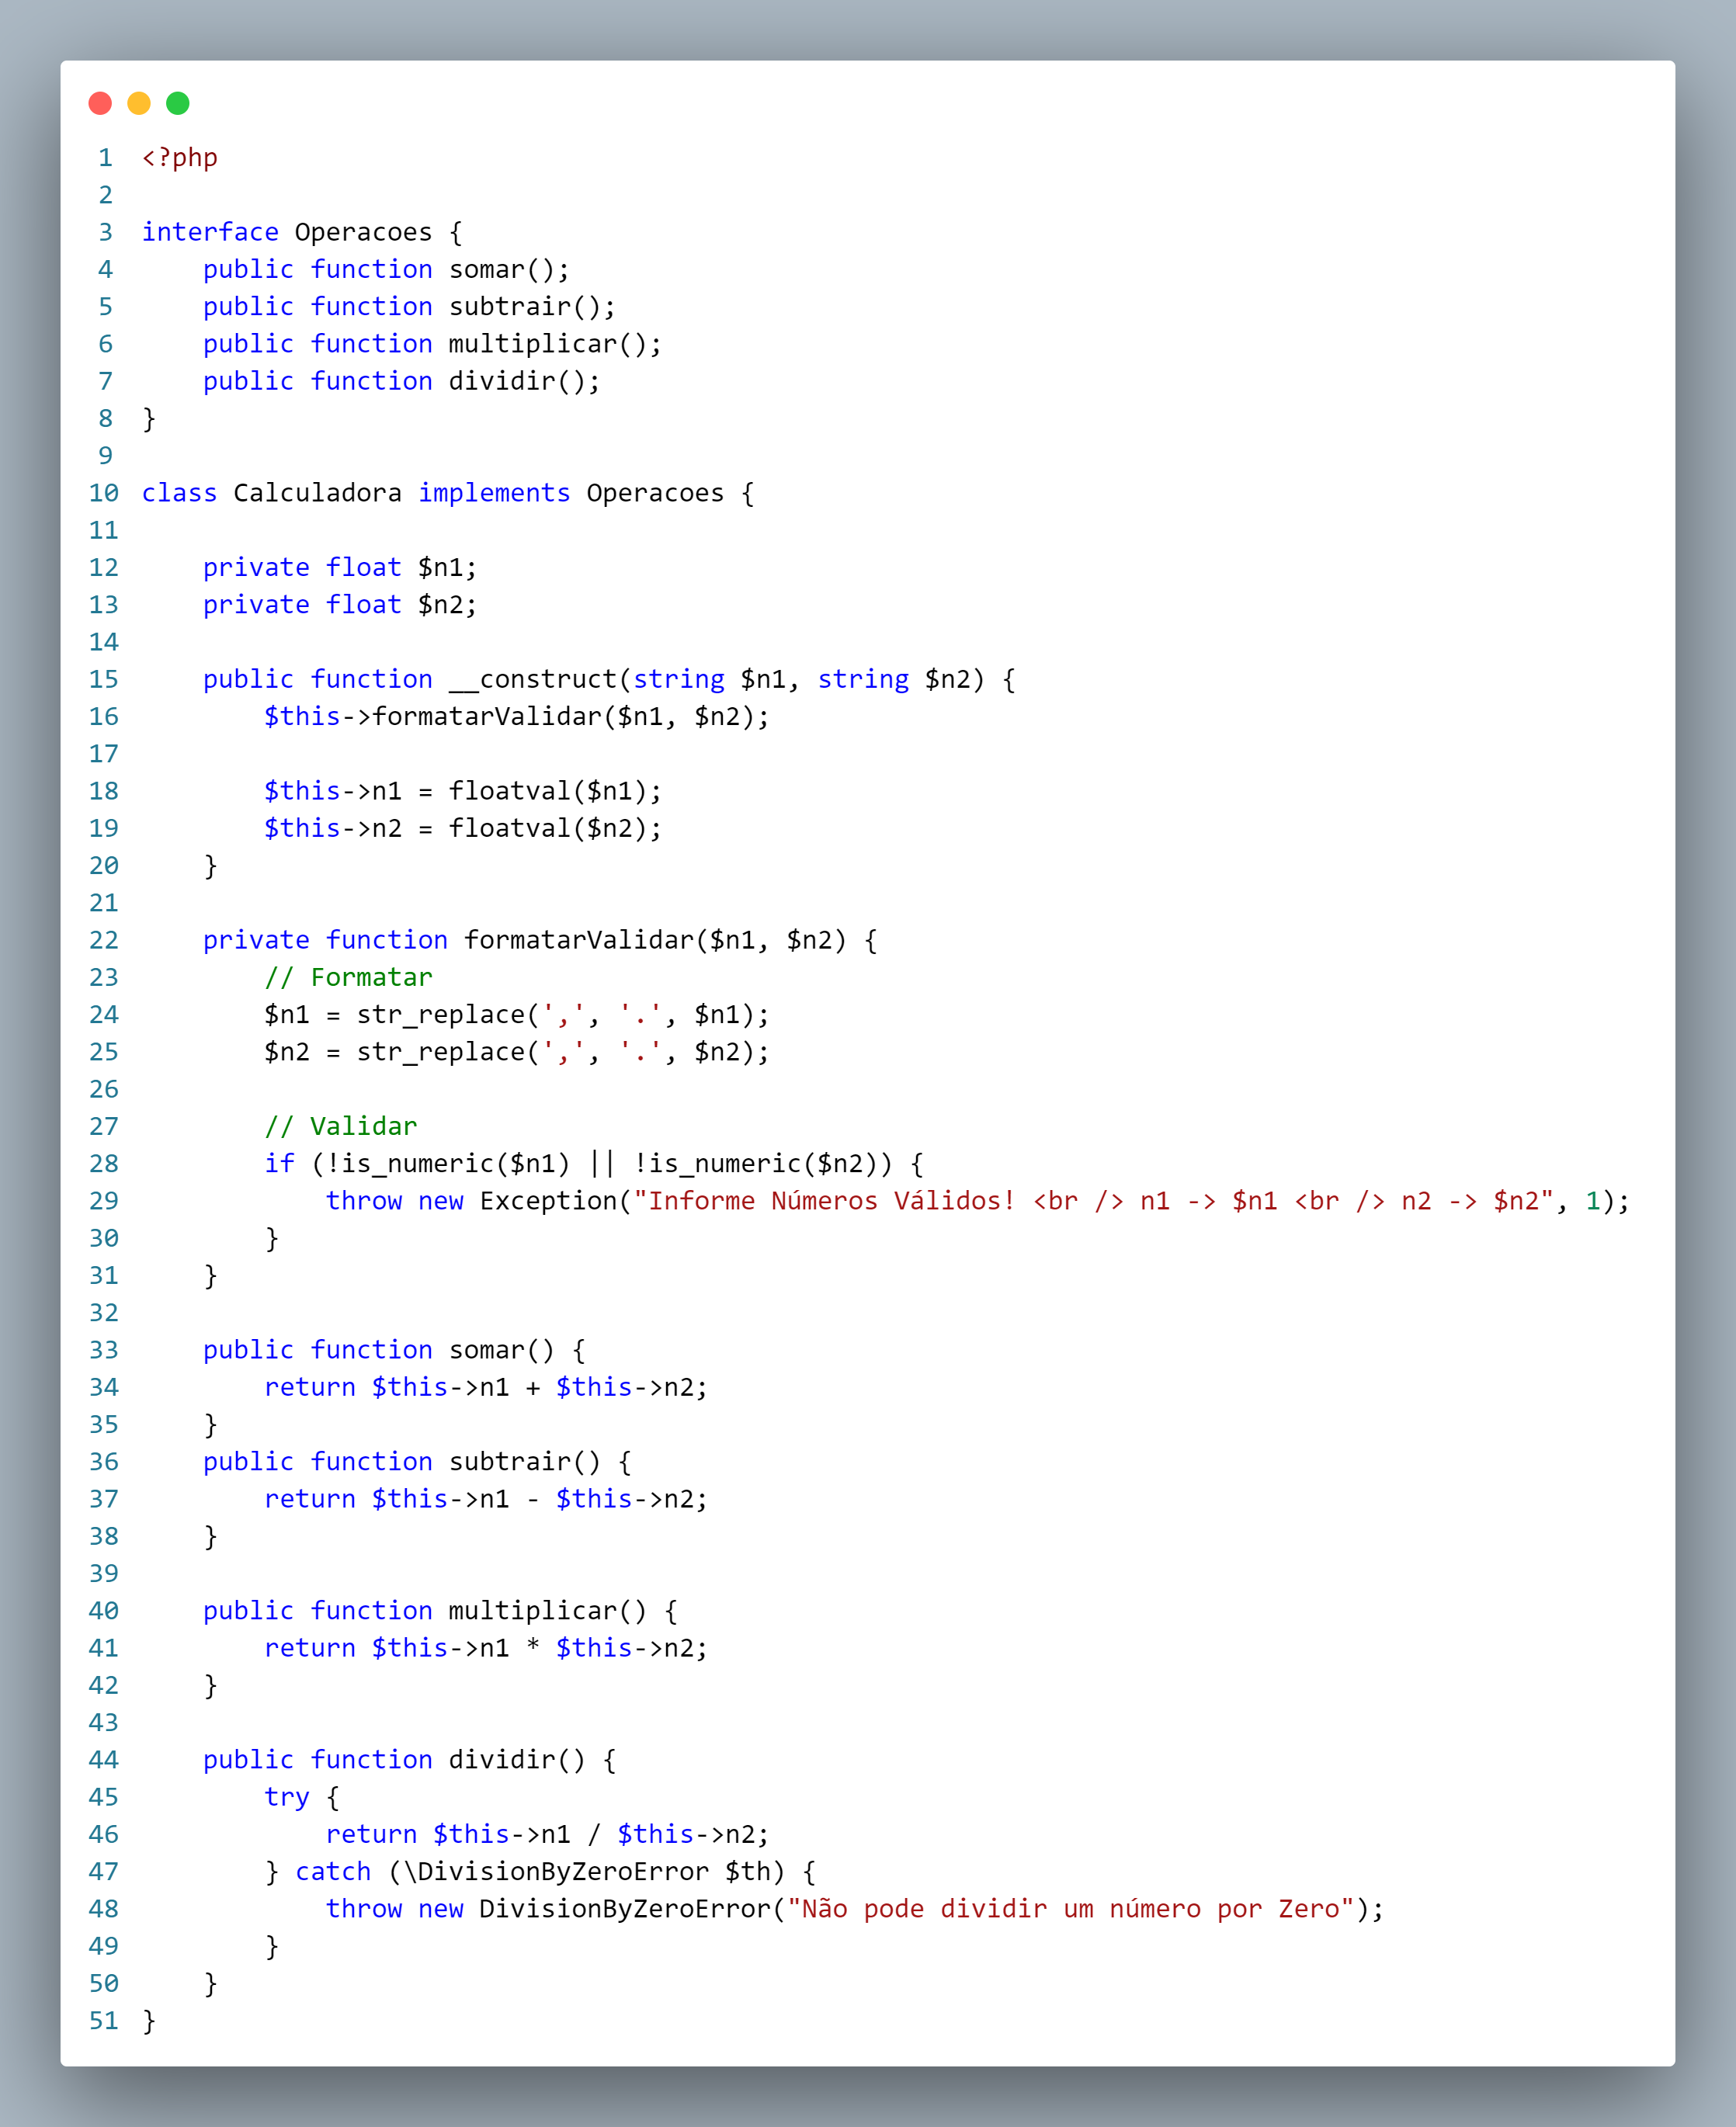 1 <?php
2
3 interface Operacoes {
4     public function somar();
5     public function subtrair();
6     public function multiplicar();
7     public function dividir();
8 }
9
10 class Calculadora implements Operacoes {
11
12     private float $n1;
13     private float $n2;
14
15     public function __construct(string $n1, string $n2) {
16         $this->formatarValidar($n1, $n2);
17
18         $this->n1 = floatval($n1);
19         $this->n2 = floatval($n2);
20     }
21
22     private function formatarValidar($n1, $n2) {
23         // Formatar
24         $n1 = str_replace(',', '.', $n1);
25         $n2 = str_replace(',', '.', $n2);
26
27         // Validar
28         if (!is_numeric($n1) || !is_numeric($n2)) {
29             throw new Exception("Informe Números Válidos! <br /> n1 -> $n1 <br /> n2 -> $n2", 1);
30         }
31     }
32
33     public function somar() {
34         return $this->n1 + $this->n2;
35     }
36     public function subtrair() {
37         return $this->n1 - $this->n2;
38     }
39
40     public function multiplicar() {
41         return $this->n1 * $this->n2;
42     }
43
44     public function dividir() {
45         try {
46             return $this->n1 / $this->n2;
47         } catch (\DivisionByZeroError $th) {
48             throw new DivisionByZeroError("Não pode dividir um número por Zero");
49         }
50     }
51 }